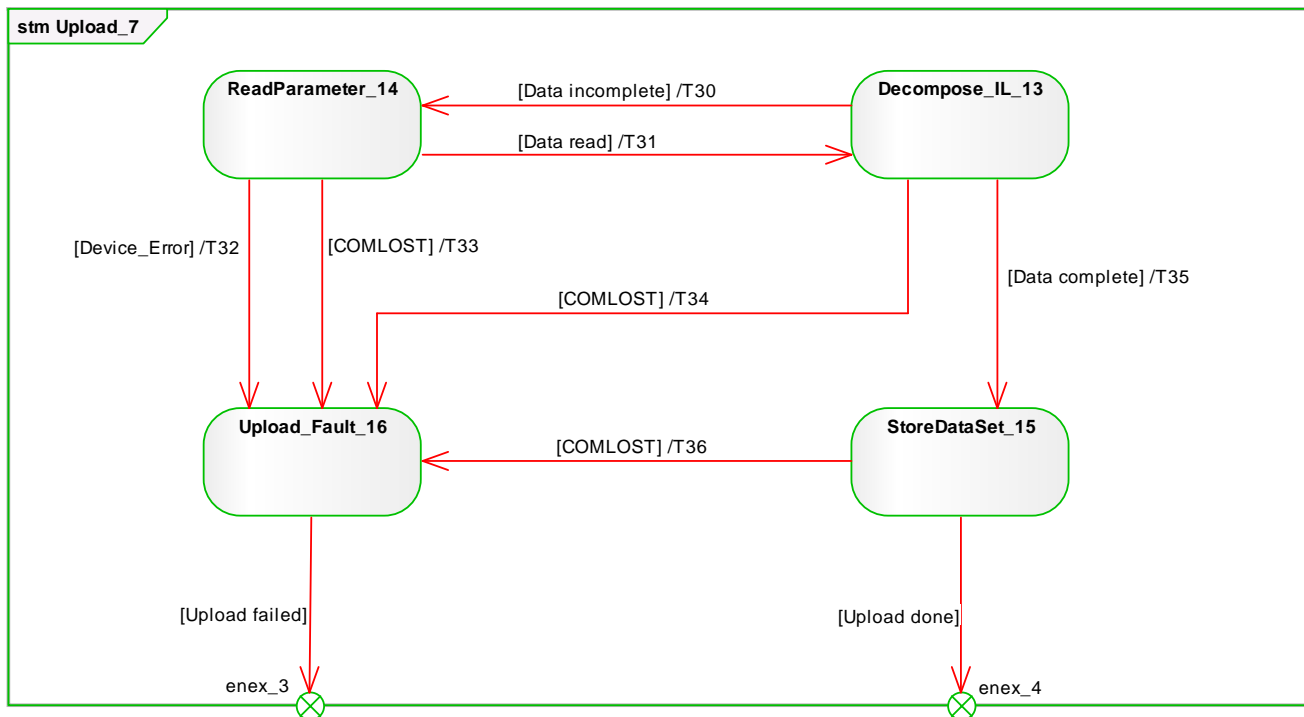 stm Upload_7
ReadParameter_14
[Data incomplete] /T30
Decompose_IL_13
[Data read] /T31
[Device_Error] /T32
[COMLOST] /T33
[COMLOST] /T34
[Data complete] /T35
Upload_Fault_16
[COMLOST] /T36
StoreDataSet_15
[Upload failed]
[Upload done]
enex_3
enex_4